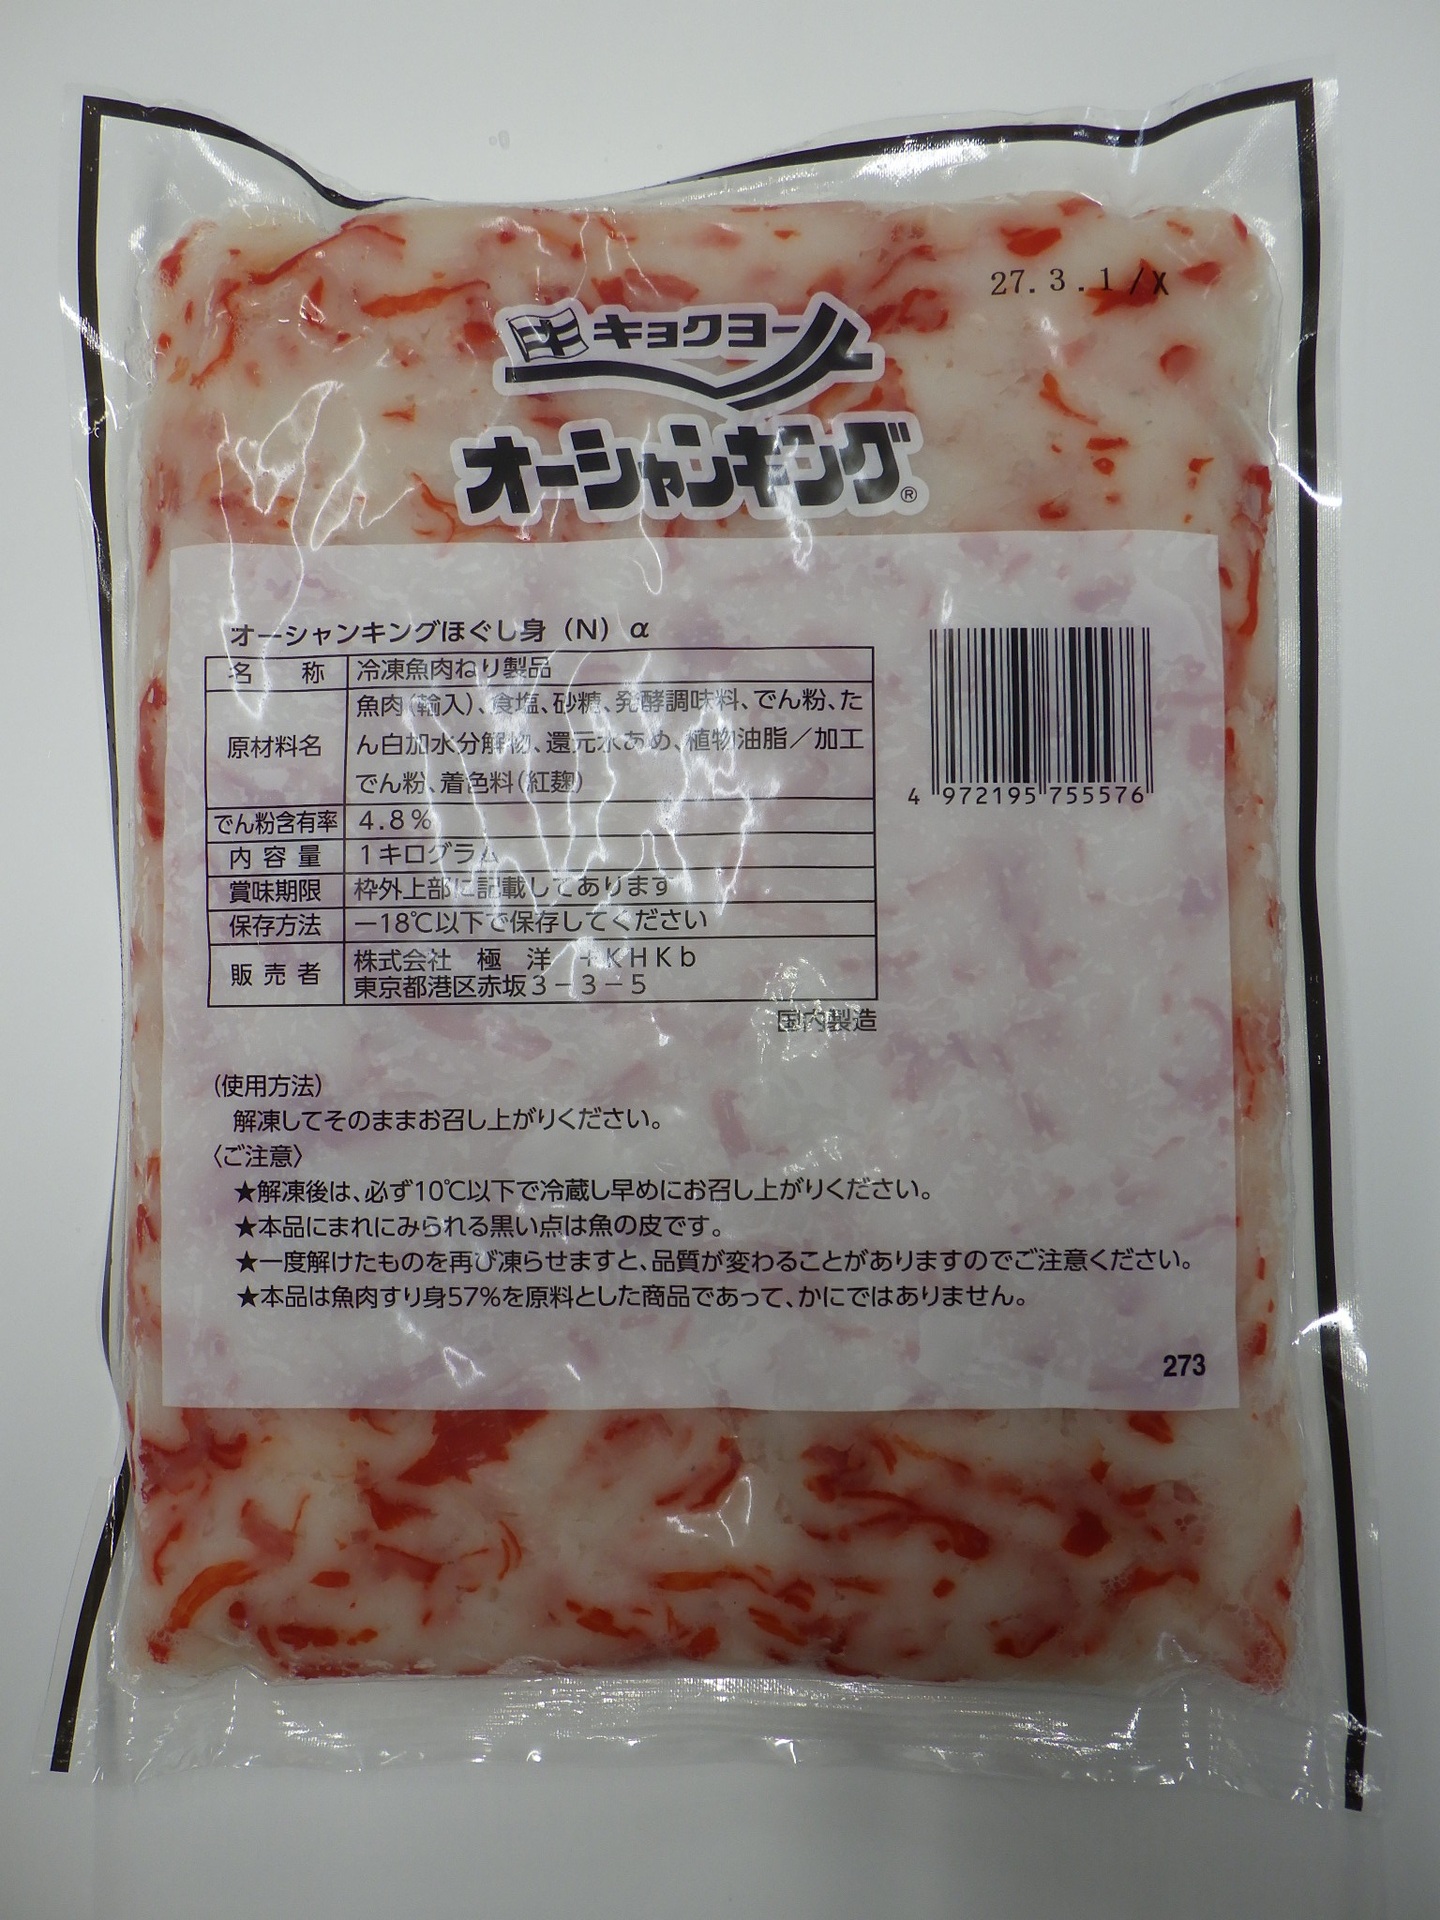 27.3.1/X
キョクヨー
オーシャンキング®
オーシャンキングほぐし身(N)α
名 称 冷凍魚肉ねり製品
原材料名 魚肉(輸入)、食塩、砂糖、発酵調味料、でん粉、た
ん白加水分解物、還元水あめ、植物油脂/加工
でん粉、着色料(紅麹)
でん粉含有率 4.8%
内容量 1キログラム
賞味期限 枠外上部に記載してあります
保存方法 -18℃以下で保存してください
販売者 株式会社 極洋 +KHKb
東京都港区赤坂3-3-5
国内製造
4 972195 755576
(使用方法)
解凍してそのままお召し上がりください。
〈ご注意〉
★解凍後は、必ず10℃以下で冷蔵し早めにお召し上がりください。
★本品にまれにみられる黒い点は魚の皮です。
★一度解けたものを再び凍らせますと、品質が変わることがありますのでご注意ください。
★本品は魚肉すり身57%を原料とした商品であって、かにではありません。
273